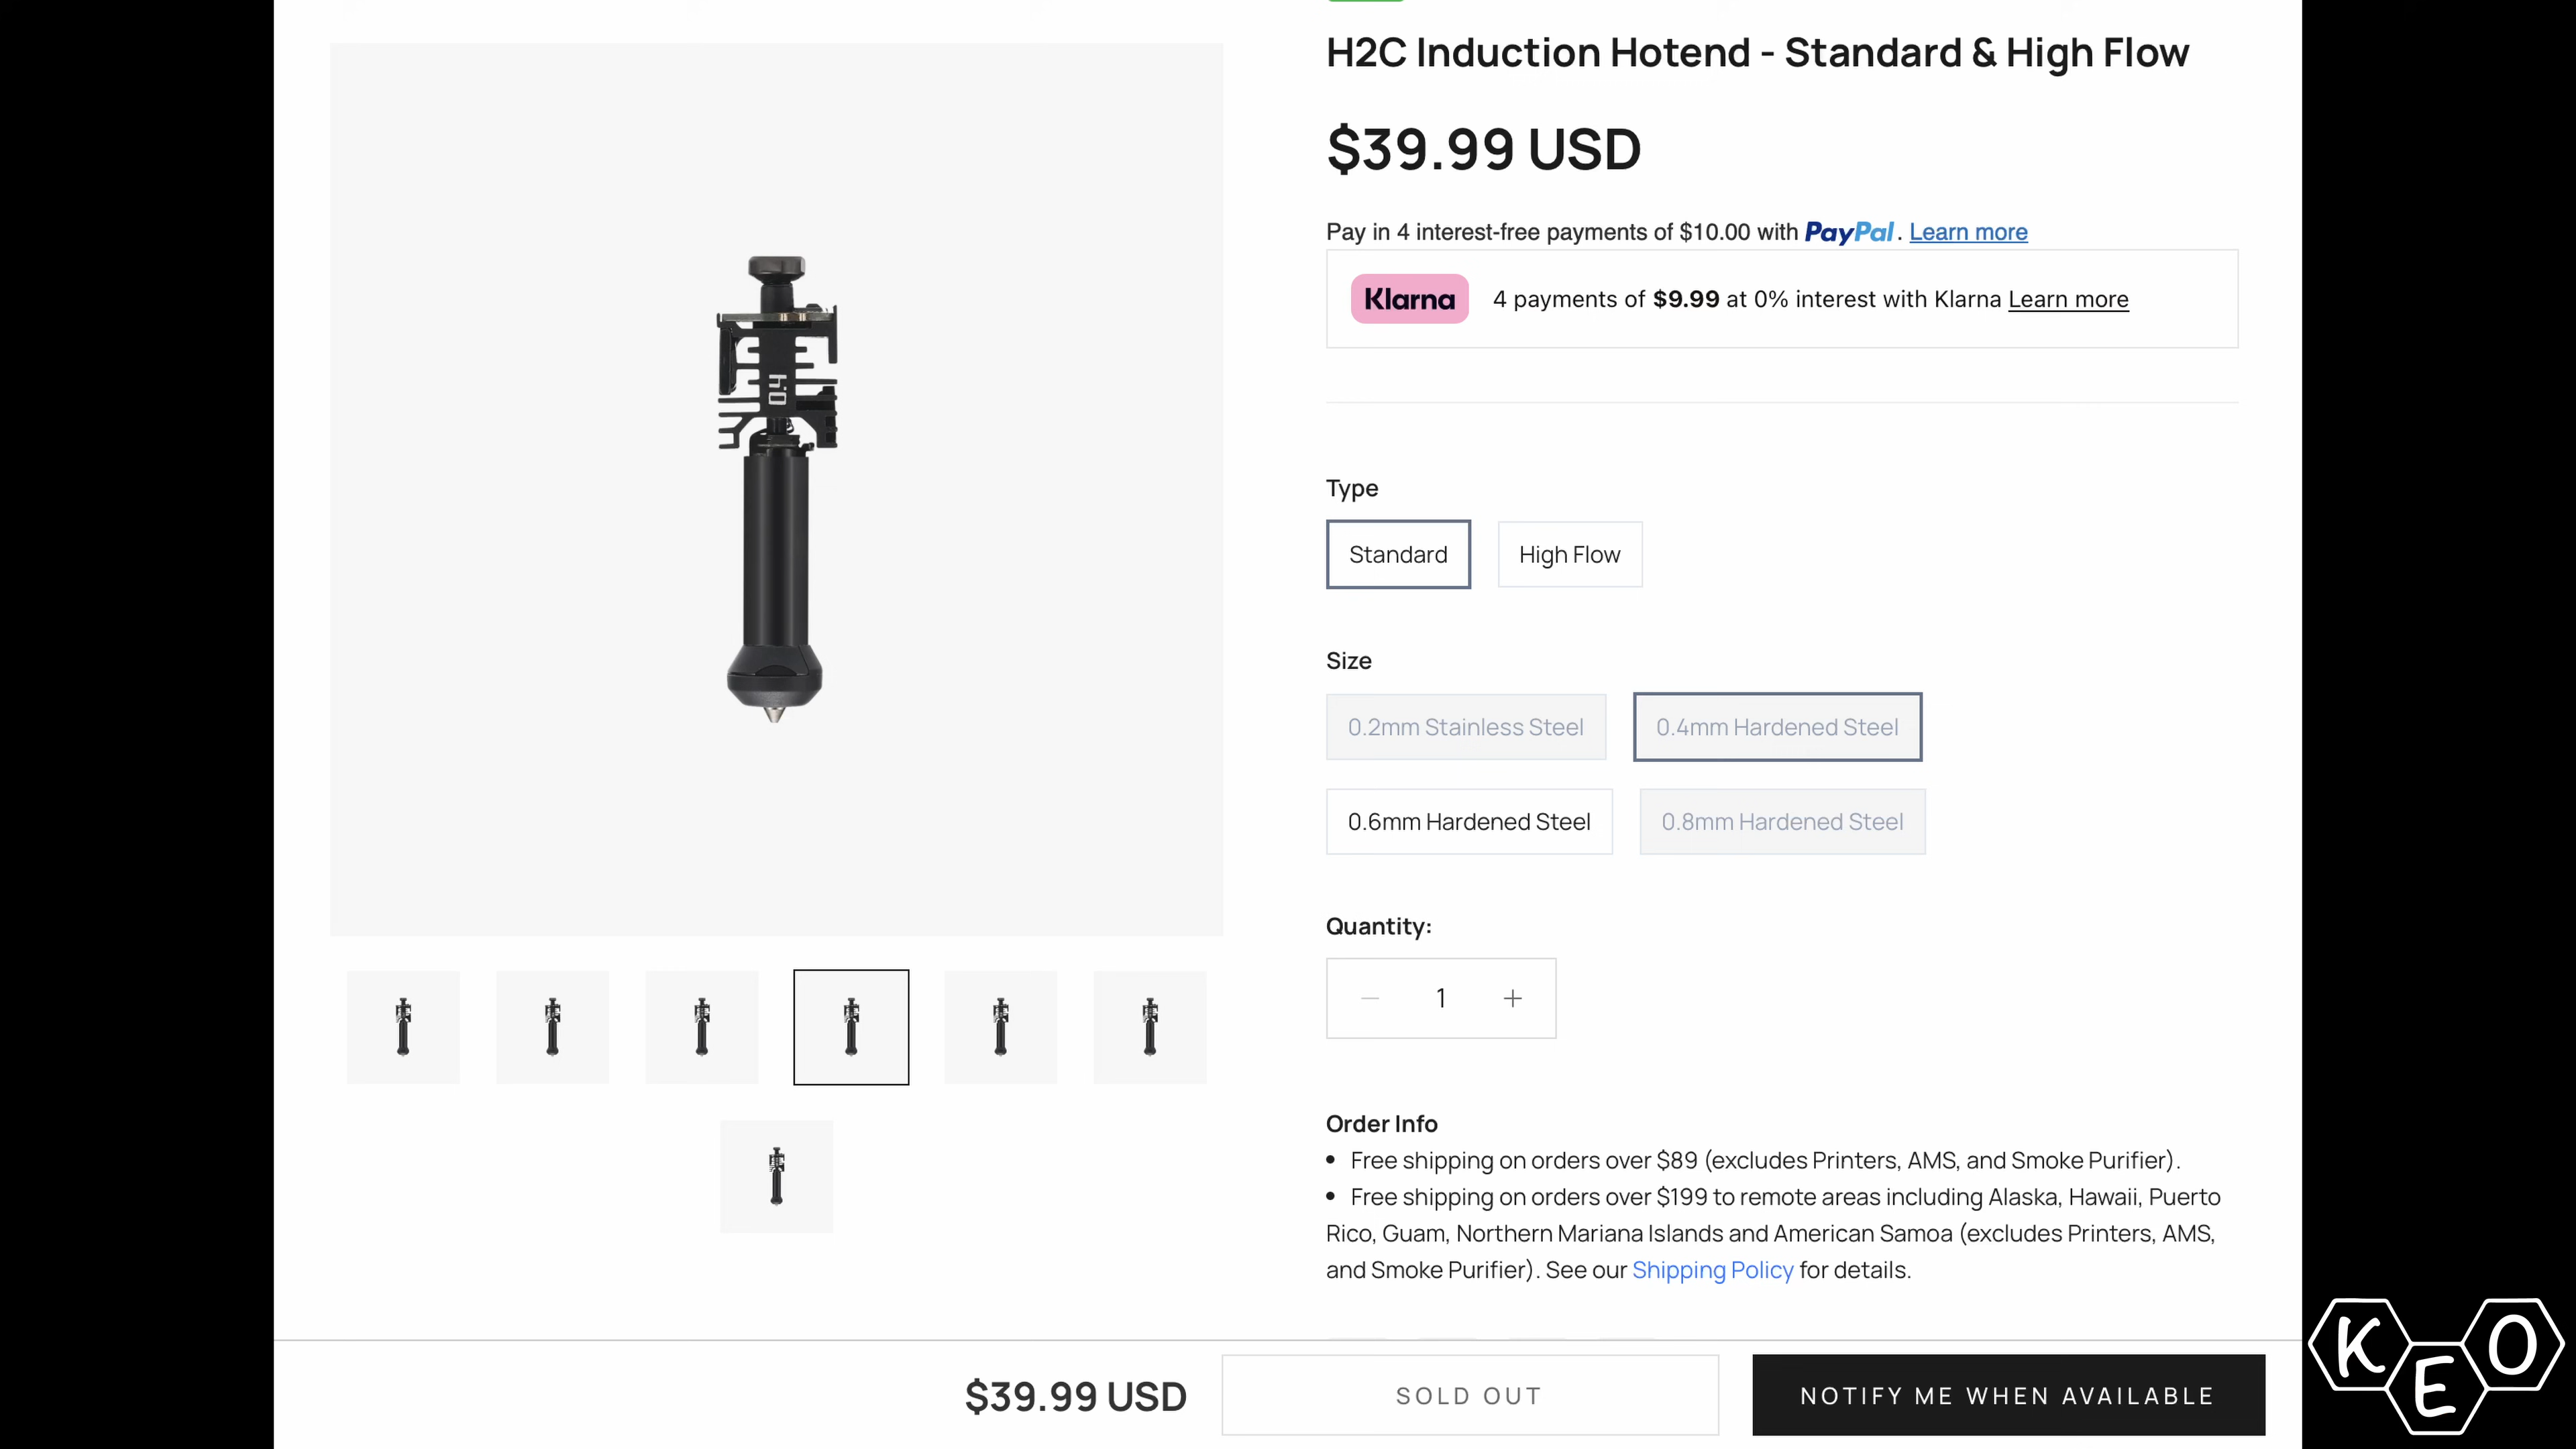 H2C Induction Hotend - Standard & High Flow
$39.99 USD
Pay in 4 interest-free payments of $10.00 with PayPal. Learn more
Klarna 4 payments of $9.99 at 0% interest with Klarna Learn more
0.4
Type
Standard High Flow
Size
0.2mm Stainless Steel 0.4mm Hardened Steel
0.6mm Hardened Steel 0.8mm Hardened Steel
Quantity:
1
Order Info
• Free shipping on orders over $89 (excludes Printers, AMS, and Smoke Purifier).
• Free shipping on orders over $199 to remote areas including Alaska, Hawaii, Puerto
Rico, Guam, Northern Mariana Islands and American Samoa (excludes Printers, AMS,
and Smoke Purifier). See our Shipping Policy for details.
$39.99 USD SOLD OUT NOTIFY ME WHEN AVAILABLE
KEO